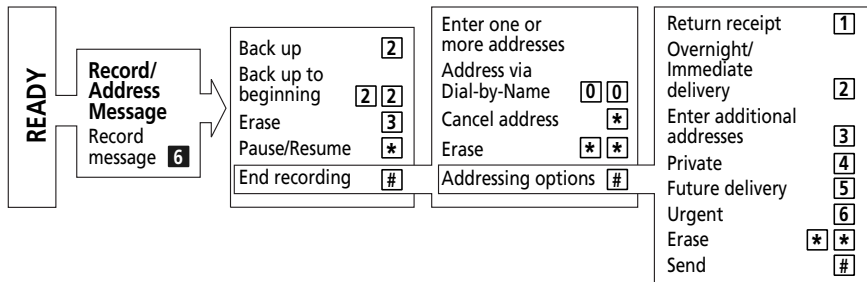 READY
Record/
Address
Message
Record
message 6
Back up 2
Back up to
beginning 2 2
Erase 3
Pause/Resume *
End recording #
Enter one or
more addresses
Address via
Dial-by-Name 0 0
Cancel address *
Erase * *
Addressing options #
Return receipt 1
Overnight/
Immediate
delivery 2
Enter additional
addresses 3
Private 4
Future delivery 5
Urgent 6
Erase * *
Send #